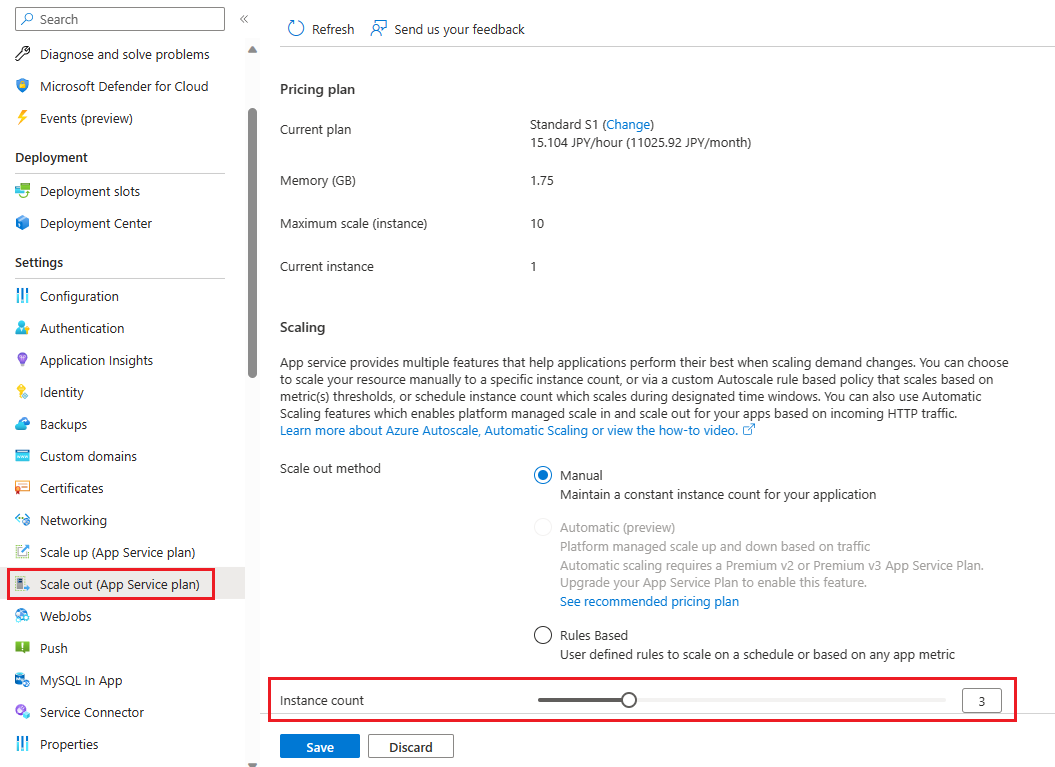 Search
Diagnose and solve problems
Microsoft Defender for Cloud
Events (preview)
Deployment
Deployment slots
Deployment Center
Settings
Configuration
Authentication
Application Insights
Identity
Backups
Custom domains
Certificates
Networking
Scale up (App Service plan)
Scale out (App Service plan)
WebJobs
Push
MySQL In App
Service Connector
Properties
Refresh
Send us your feedback
Pricing plan
Current plan
Standard S1 (Change)
15.104 JPY/hour (11025.92 JPY/month)
Memory (GB)
1.75
Maximum scale (instance)
10
Current instance
1
Scaling
App service provides multiple features that help applications perform their best when scaling demand changes. You can choose
to scale your resource manually to a specific instance count, or via a custom Autoscale rule based policy that scales based on
metric(s) thresholds, or schedule instance count which scales during designated time windows. You can also use Automatic
Scaling features which enables platform managed scale in and scale out for your apps based on incoming HTTP traffic.
Learn more about Azure Autoscale, Automatic Scaling or view the how-to video.
Scale out method
Manual
Maintain a constant instance count for your application
Automatic (preview)
Platform managed scale up and down based on traffic
Automatic scaling requires a Premium v2 or Premium v3 App Service Plan.
Upgrade your App Service Plan to enable this feature.
See recommended pricing plan
Rules Based
User defined rules to scale on a schedule or based on any app metric
Instance count
3
Save
Discard